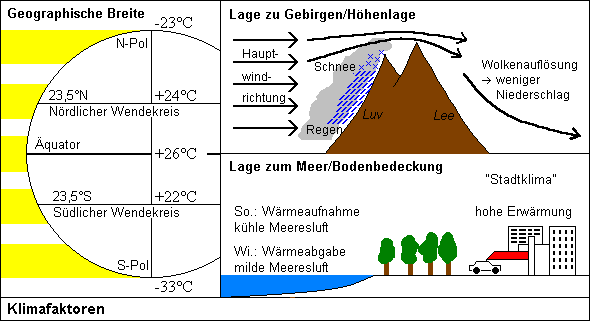 Geographische Breite
-23°C
N-Pol
23,5°N
+24°C
Nördlicher Wendekreis
Äquator
+26°C
23,5°S
+22°C
Südlicher Wendekreis
S-Pol
-33°C
Lage zu Gebirgen/Höhenlage
Haupt-
wind-
richtung
Schnee
Regen
Luv
Lee
Wolkenauflösung
→ weniger
Niederschlag
Lage zum Meer/Bodenbedeckung
"Stadtklima"
So.: Wärmeaufnahme
kühle Meeresluft
hohe Erwärmung
Wi.: Wärmeabgabe
milde Meeresluft
Klimafaktoren